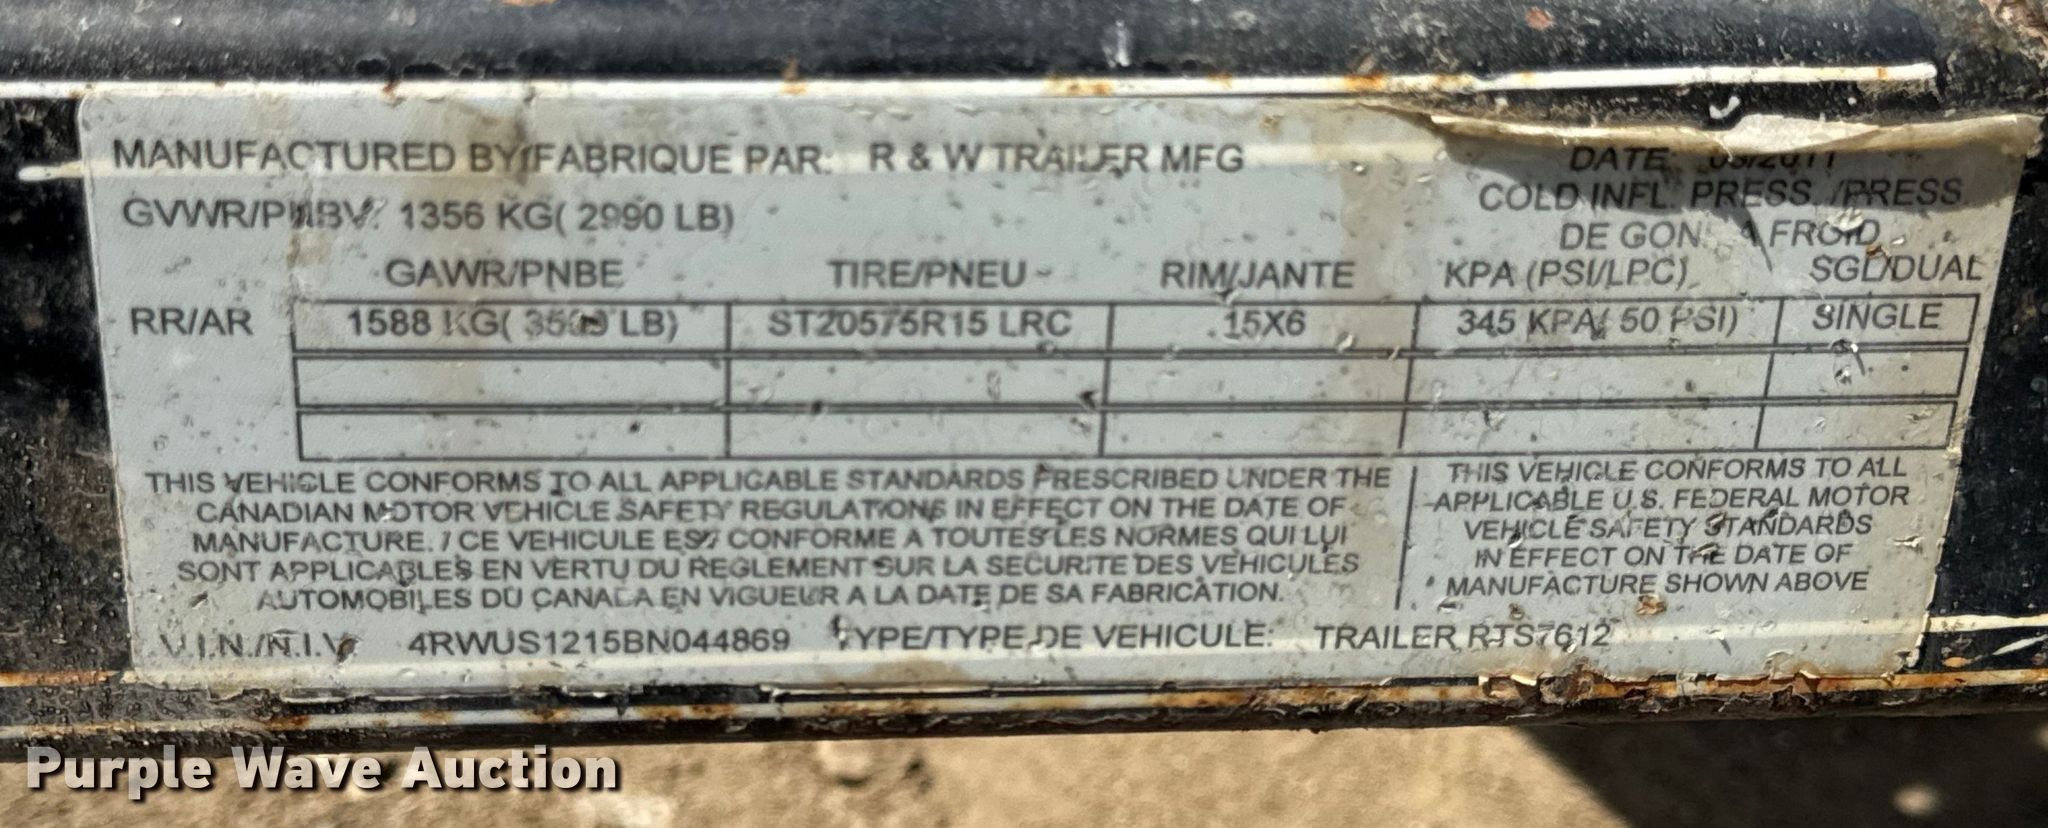 MANUFACTURED BY/FABRIQUE PAR: R & W TRAILER MFG
DATE: 03/2011
GVWR/PNBV: 1356 KG( 2990 LB)
COLD INFL. PRESS. /PRESS.
DE GONF. A FROID
GAWR/PNBE TIRE/PNEU RIM/JANTE KPA (PSI/LPC) SGL/DUAL
RR/AR 1588 KG( 3500 LB) ST20575R15 LRC 15X6 345 KPA( 50 PSI) SINGLE
THIS VEHICLE CONFORMS TO ALL APPLICABLE STANDARDS PRESCRIBED UNDER THE
CANADIAN MOTOR VEHICLE SAFETY REGULATIONS IN EFFECT ON THE DATE OF
MANUFACTURE. / CE VEHICULE EST CONFORME A TOUTES LES NORMES QUI LUI
SONT APPLICABLES EN VERTU DU REGLEMENT SUR LA SECURITE DES VEHICULES
AUTOMOBILES DU CANADA EN VIGUEUR A LA DATE DE SA FABRICATION.
THIS VEHICLE CONFORMS TO ALL
APPLICABLE U.S. FEDERAL MOTOR
VEHICLE SAFETY STANDARDS
IN EFFECT ON THE DATE OF
MANUFACTURE SHOWN ABOVE
V.I.N./N.I.V. 4RWUS1215BN044869 TYPE/TYPE DE VEHICULE: TRAILER RTS7612
Purple Wave Auction